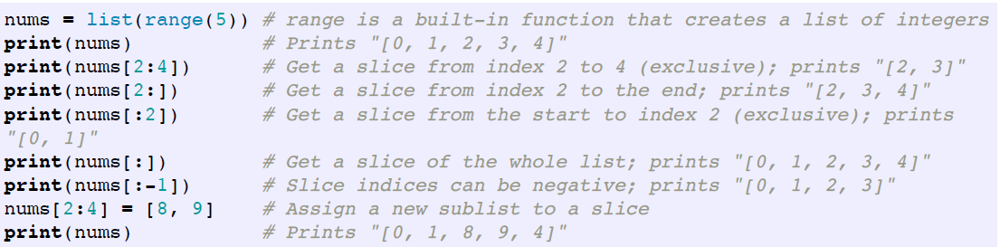 nums = list(range(5)) # range is a built-in function that creates a list of integers
print(nums) # Prints "[0, 1, 2, 3, 4]"
print(nums[2:4]) # Get a slice from index 2 to 4 (exclusive); prints "[2, 3]"
print(nums[2:]) # Get a slice from index 2 to the end; prints "[2, 3, 4]"
print(nums[:2]) # Get a slice from the start to index 2 (exclusive); prints
"[0, 1]"
print(nums[:]) # Get a slice of the whole list; prints "[0, 1, 2, 3, 4]"
print(nums[:-1]) # Slice indices can be negative; prints "[0, 1, 2, 3]"
nums[2:4] = [8, 9] # Assign a new sublist to a slice
print(nums) # Prints "[0, 1, 8, 9, 4]"